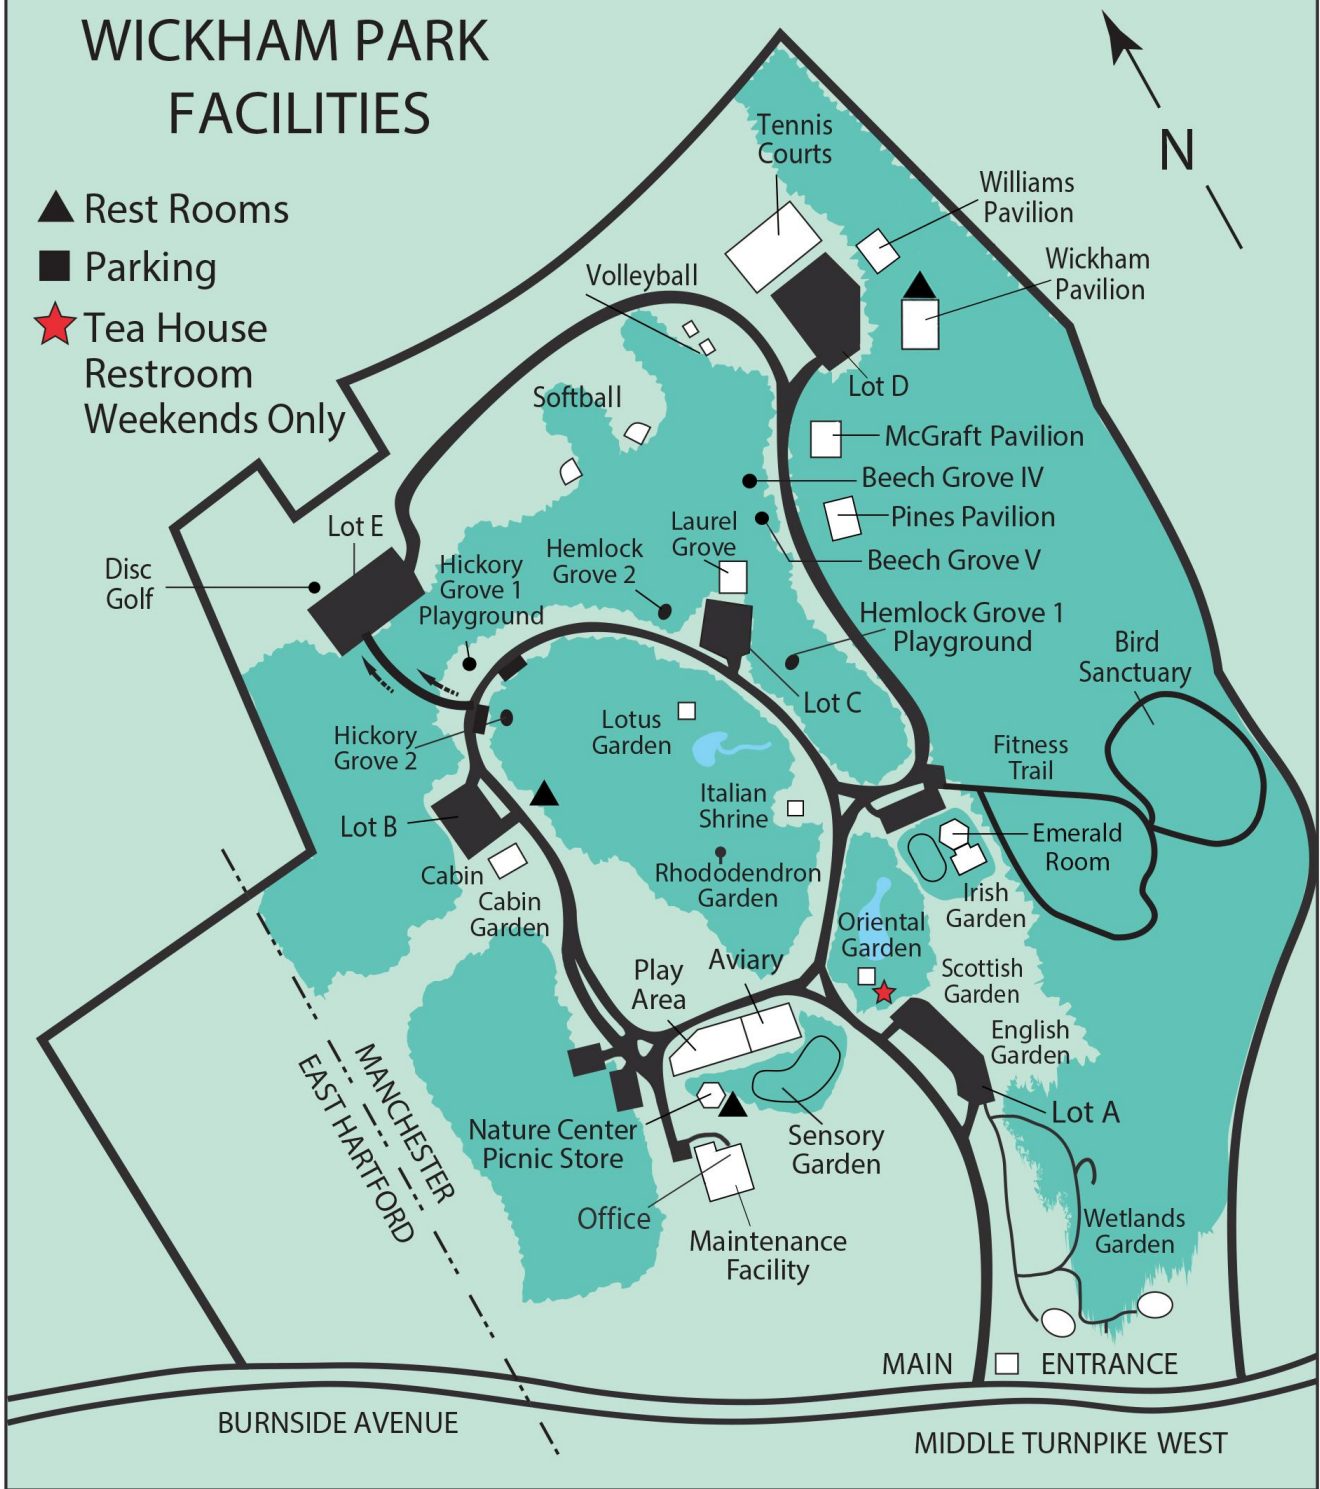 WICKHAM PARK
FACILITIES
Rest Rooms
Parking
Tea House
Restroom
Weekends Only
N
Tennis
Courts
Williams
Pavilion
Wickham
Pavilion
Volleyball
Lot D
Softball
McGraft Pavilion
Beech Grove IV
Pines Pavilion
Beech Grove V
Laurel
Grove
Lot E
Hemlock
Grove 2
Hickory
Grove 1
Playground
Disc
Golf
Hemlock Grove 1
Playground
Bird
Sanctuary
Lot C
Lotus
Garden
Hickory
Grove 2
Fitness
Trail
Italian
Shrine
Lot B
Emerald
Room
Cabin
Cabin
Garden
Rhododendron
Garden
Irish
Garden
Oriental
Garden
Aviary
Play
Area
Scottish
Garden
English
Garden
MANCHESTER
EAST HARTFORD
Lot A
Nature Center
Picnic Store
Sensory
Garden
Office
Maintenance
Facility
Wetlands
Garden
MAIN ENTRANCE
BURNSIDE AVENUE
MIDDLE TURNPIKE WEST